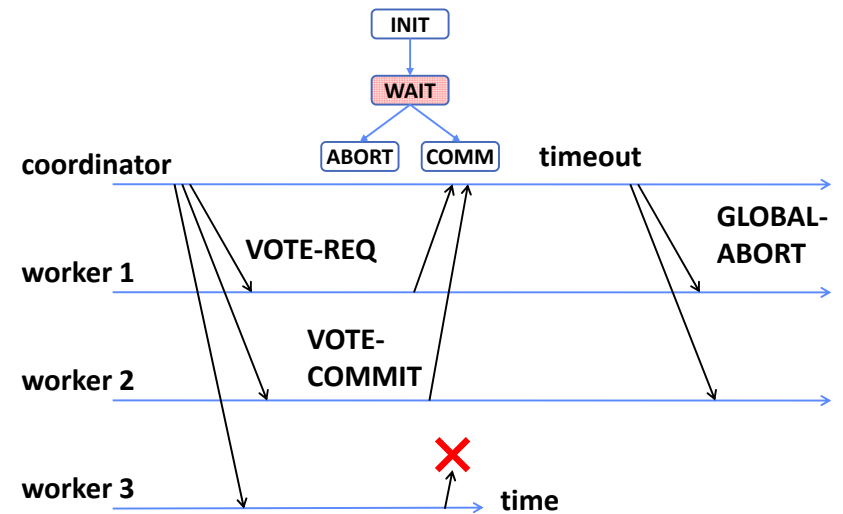 INIT
WAIT
ABORT
COMM
timeout
coordinator
GLOBAL-
ABORT
VOTE-REQ
worker 1
VOTE-
COMMIT
worker 2
worker 3
time